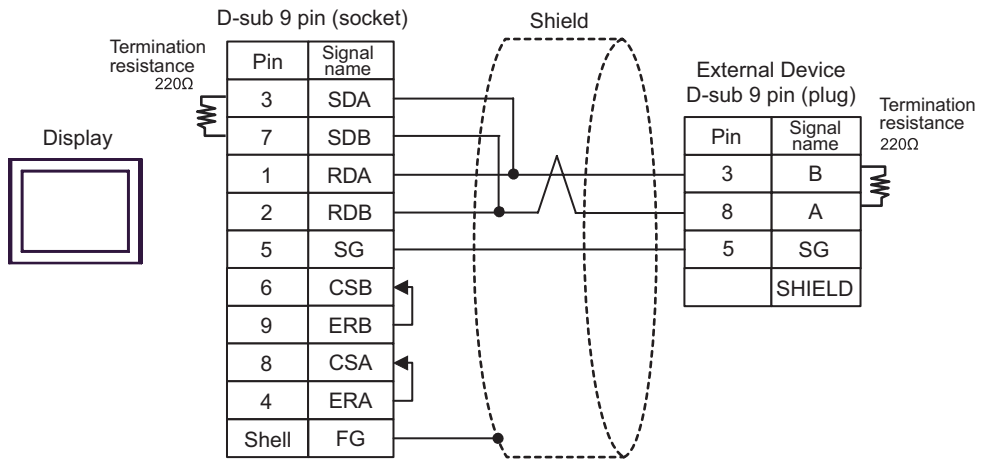 D-sub 9 pin (socket)
Shield
Termination
resistance
220Ω
Pin Signal name
3 SDA
7 SDB
1 RDA
2 RDB
5 SG
6 CSB
9 ERB
8 CSA
4 ERA
Shell FG
Display
External Device
D-sub 9 pin (plug)
Termination
resistance
220Ω
Pin Signal name
3 B
8 A
5 SG
SHIELD